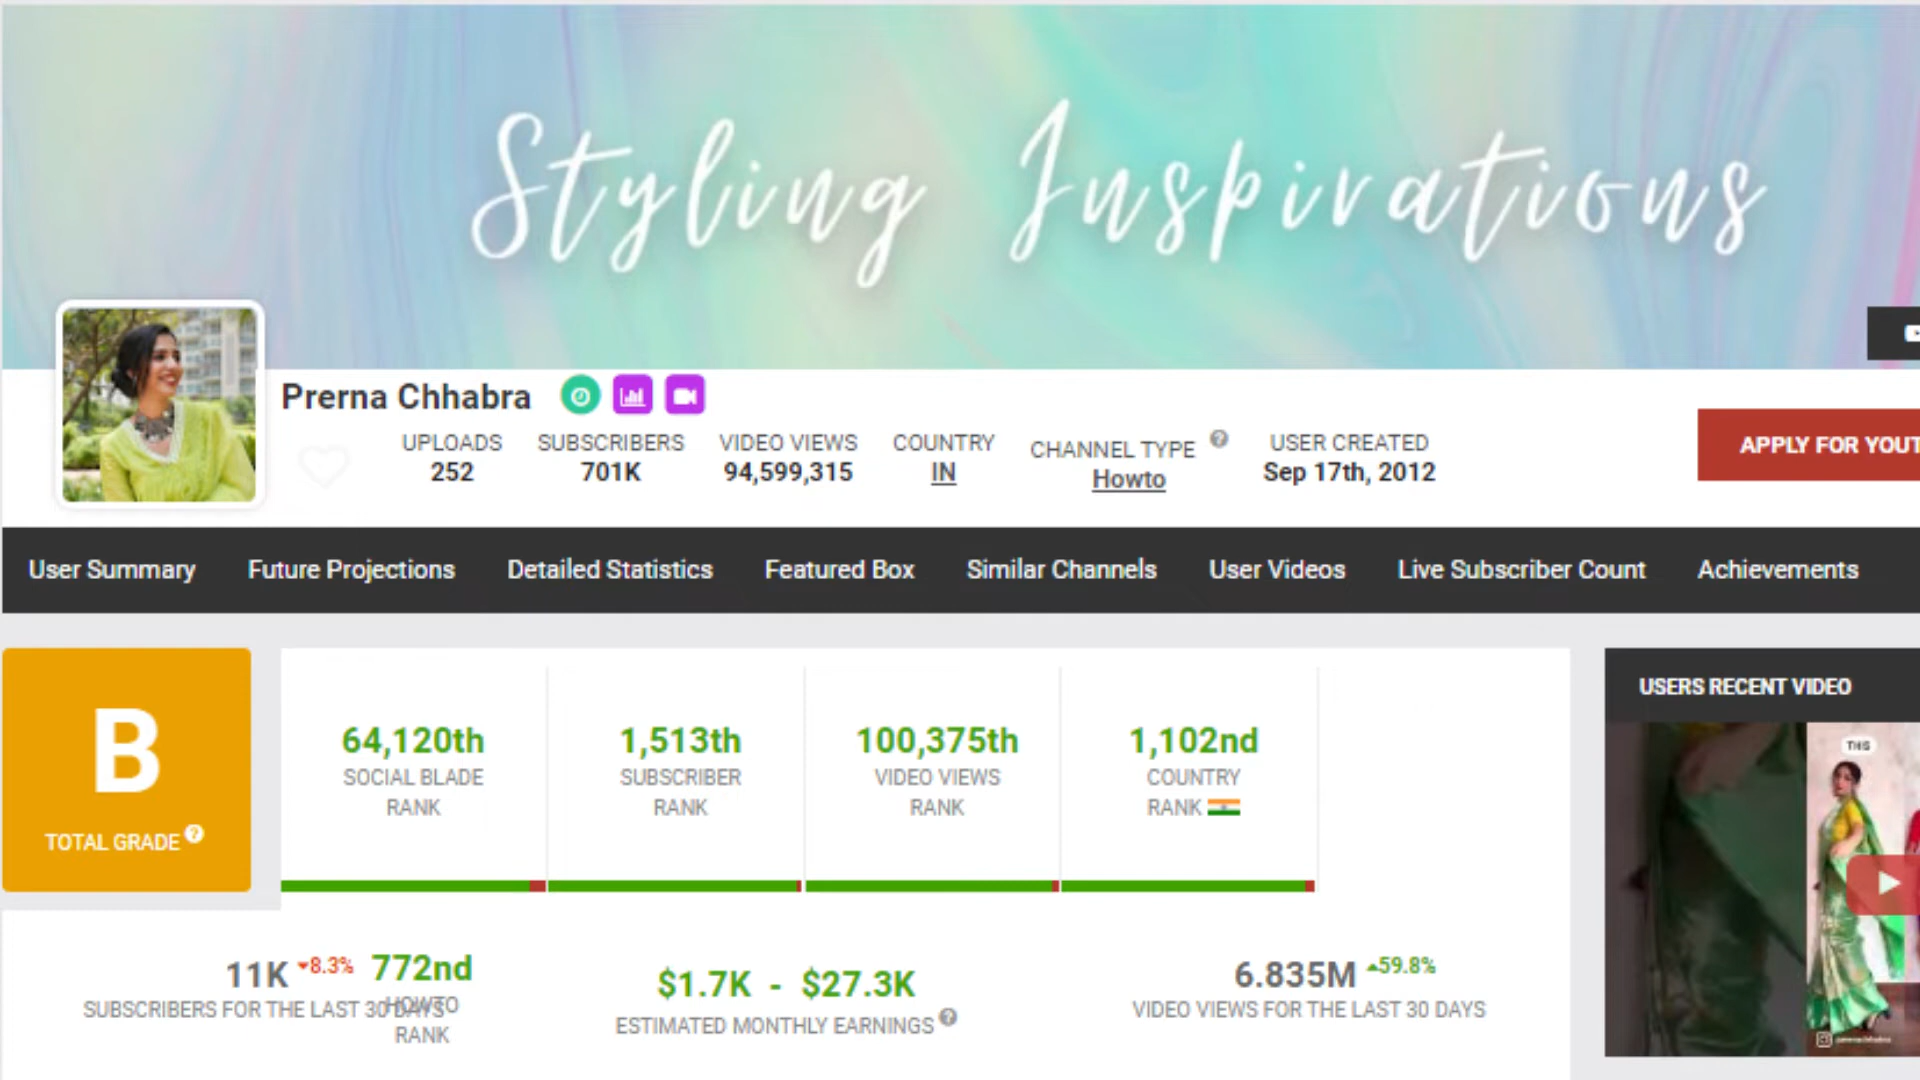 Styling Inspirations
Prerna Chhabra
UPLOADS
252
SUBSCRIBERS
701K
VIDEO VIEWS
94,599,315
COUNTRY
IN
CHANNEL TYPE
Howto
USER CREATED
Sep 17th, 2012
APPLY FOR YOUT
User Summary Future Projections Detailed Statistics Featured Box Similar Channels User Videos Live Subscriber Count Achievements
B
TOTAL GRADE
64,120th
SOCIAL BLADE
RANK
1,513th
SUBSCRIBER
RANK
100,375th
VIDEO VIEWS
RANK
1,102nd
COUNTRY
RANK
USERS RECENT VIDEO
THIS
11K 8.3%
SUBSCRIBERS FOR THE LAST 30 DAYS
772nd
HOWTO
RANK
$1.7K - $27.3K
ESTIMATED MONTHLY EARNINGS
6.835M 59.8%
VIDEO VIEWS FOR THE LAST 30 DAYS